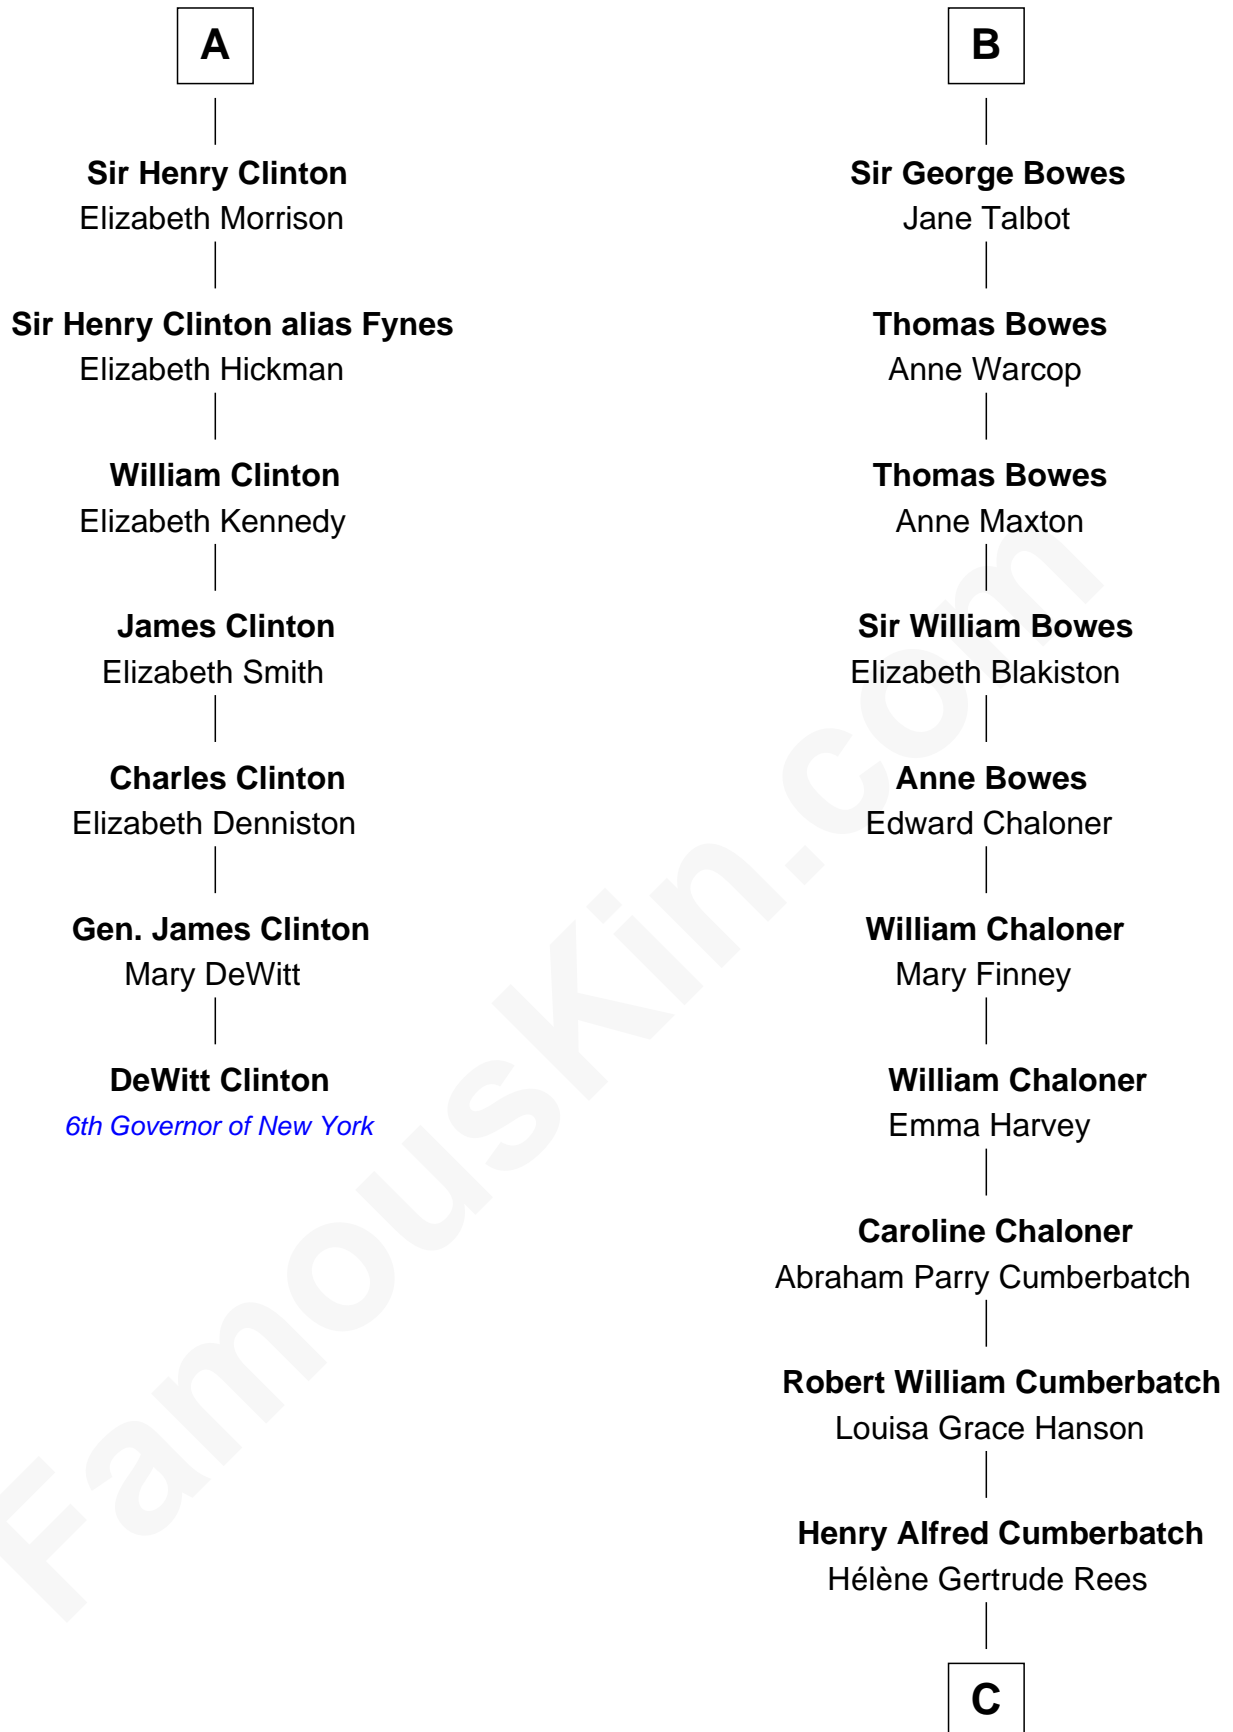 A
Sir Henry Clinton
Elizabeth Morrison
Sir Henry Clinton alias Fynes
Elizabeth Hickman
William Clinton
Elizabeth Kennedy
James Clinton
Elizabeth Smith
Charles Clinton
Elizabeth Denniston
Gen. James Clinton
Mary DeWitt
DeWitt Clinton
6th Governor of New York
B
Sir George Bowes
Jane Talbot
Thomas Bowes
Anne Warcop
Thomas Bowes
Anne Maxton
Sir William Bowes
Elizabeth Blakiston
Anne Bowes
Edward Chaloner
William Chaloner
Mary Finney
William Chaloner
Emma Harvey
Caroline Chaloner
Abraham Parry Cumberbatch
Robert William Cumberbatch
Louisa Grace Hanson
Henry Alfred Cumberbatch
Hélène Gertrude Rees
C
FamousKin.com